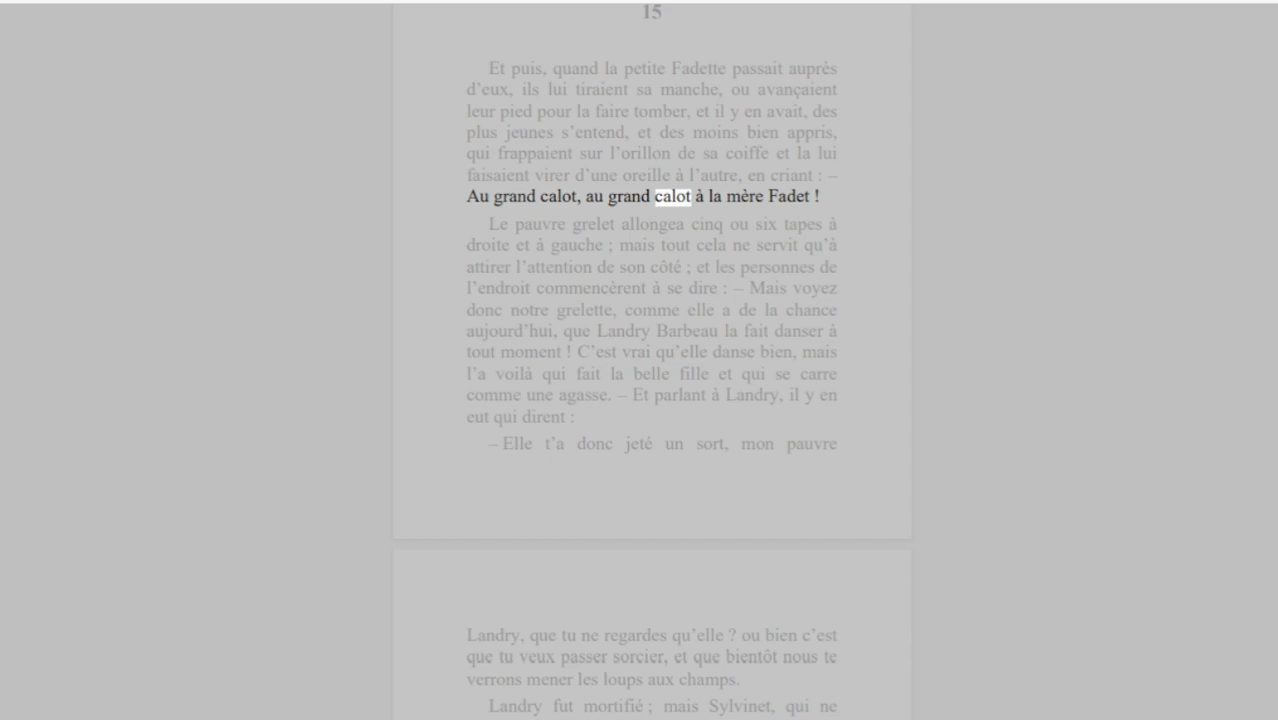 15
Et puis, quand la petite Fadette passait auprès
d’eux, ils lui tiraient sa manche, ou avançaient
leur pied pour la faire tomber, et il y en avait, des
plus jeunes s’entend, et des moins bien appris,
qui frappaient sur l’orillon de sa coiffe et la lui
faisaient virer d’une oreille à l’autre, en criant : –
Au grand calot, au grand calot à la mère Fadet !
Le pauvre grelet allongea cinq ou six tapes à
droite et à gauche ; mais tout cela ne servit qu’à
attirer l’attention de son côté ; et les personnes de
l’endroit commencèrent à se dire : – Mais voyez
donc notre grelette, comme elle a de la chance
aujourd’hui, que Landry Barbeau la fait danser à
tout moment ! C’est vrai qu’elle danse bien, mais
l’a voilà qui fait la belle fille et qui se carre
comme une agasse. – Et parlant à Landry, il y en
eut qui dirent :
– Elle t’a donc jeté un sort, mon pauvre
Landry, que tu ne regardes qu’elle ? ou bien c’est
que tu veux passer sorcier, et que bientôt nous te
verrons mener les loups aux champs.
Landry fut mortifié ; mais Sylvinet, qui ne